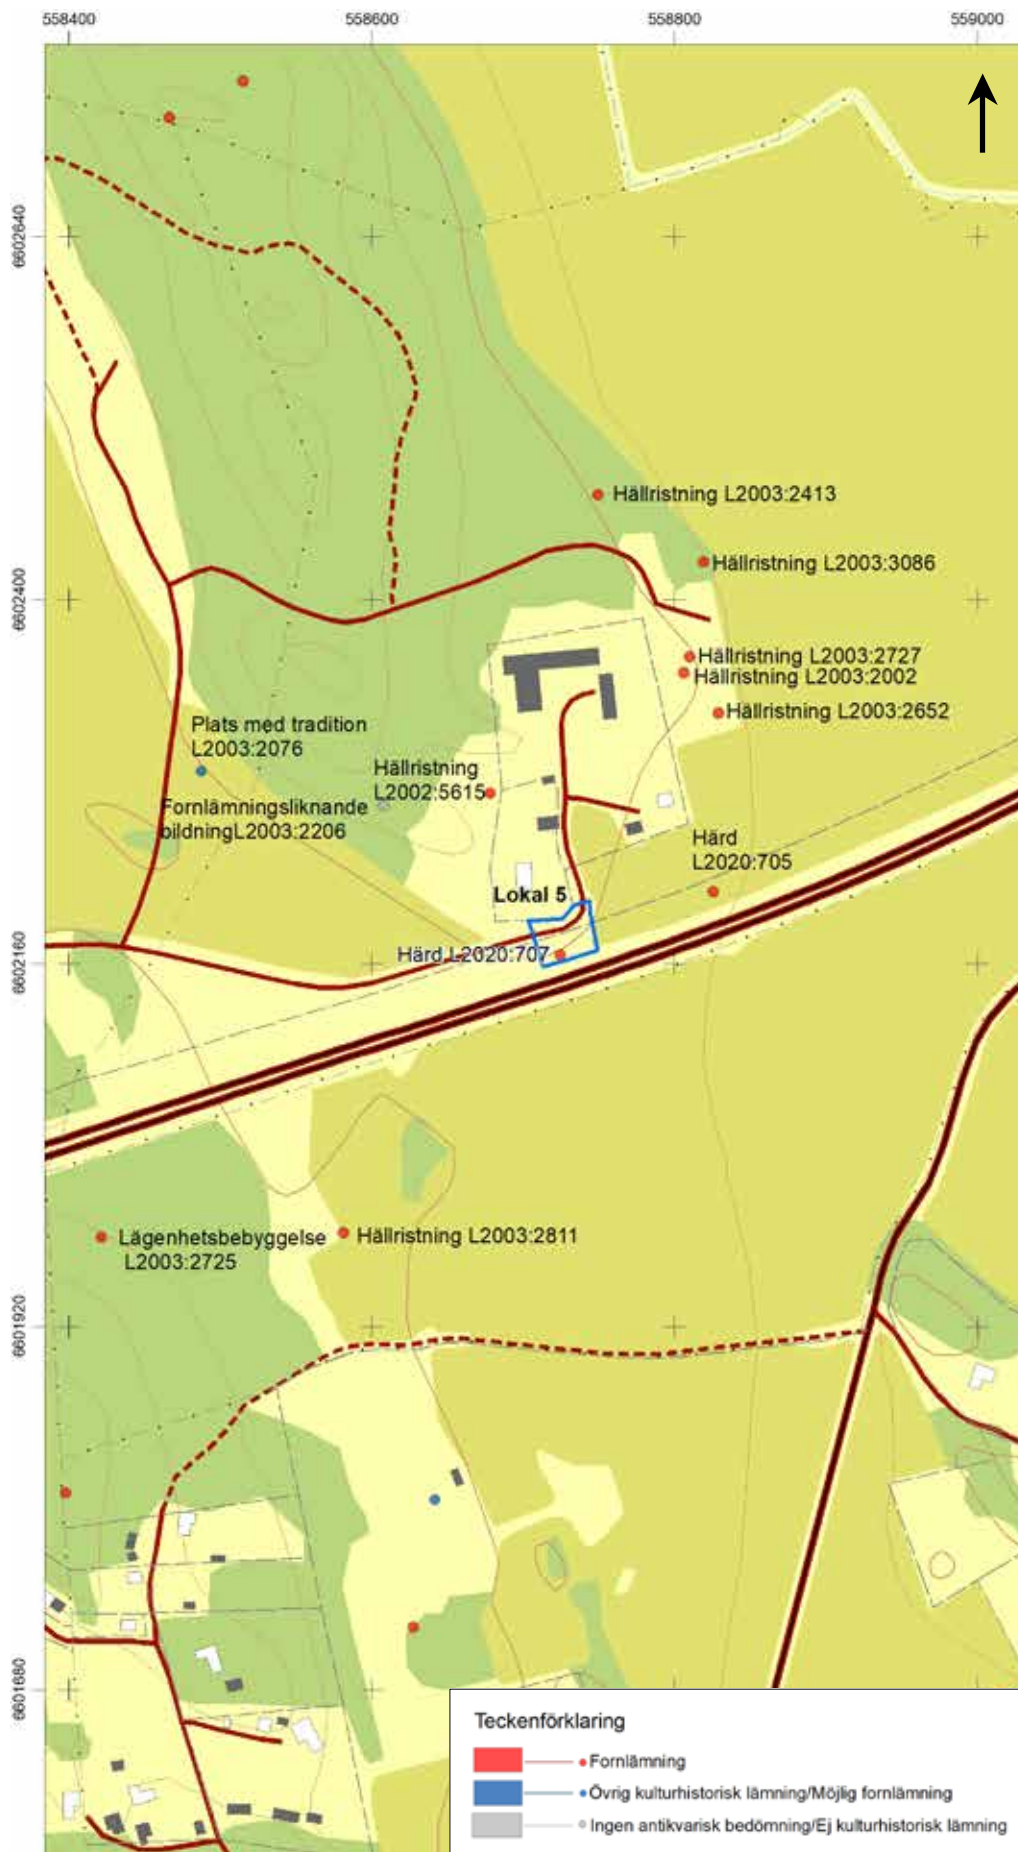 558400
558600
558800
559000
6602640
Hällristning L2003:2413
Hällristning L2003:3086
6602400
Hällristning L2003:2727
Hällristning L2003:2002
Hällristning L2003:2652
Plats med tradition
L2003:2076
Hällristning
L2002:5615
Fornlämningsliknande
bildningL2003:2206
Härd
L2020:705
Lokal 5
Härd L2020:707
6602160
Lägenhetsbebyggelse
L2003:2725
Hällristning L2003:2811
6601920
6601680
Teckenförklaring
Fornlämning
Övrig kulturhistorisk lämning/Möjlig fornlämning
Ingen antikvarisk bedömning/Ej kulturhistorisk lämning